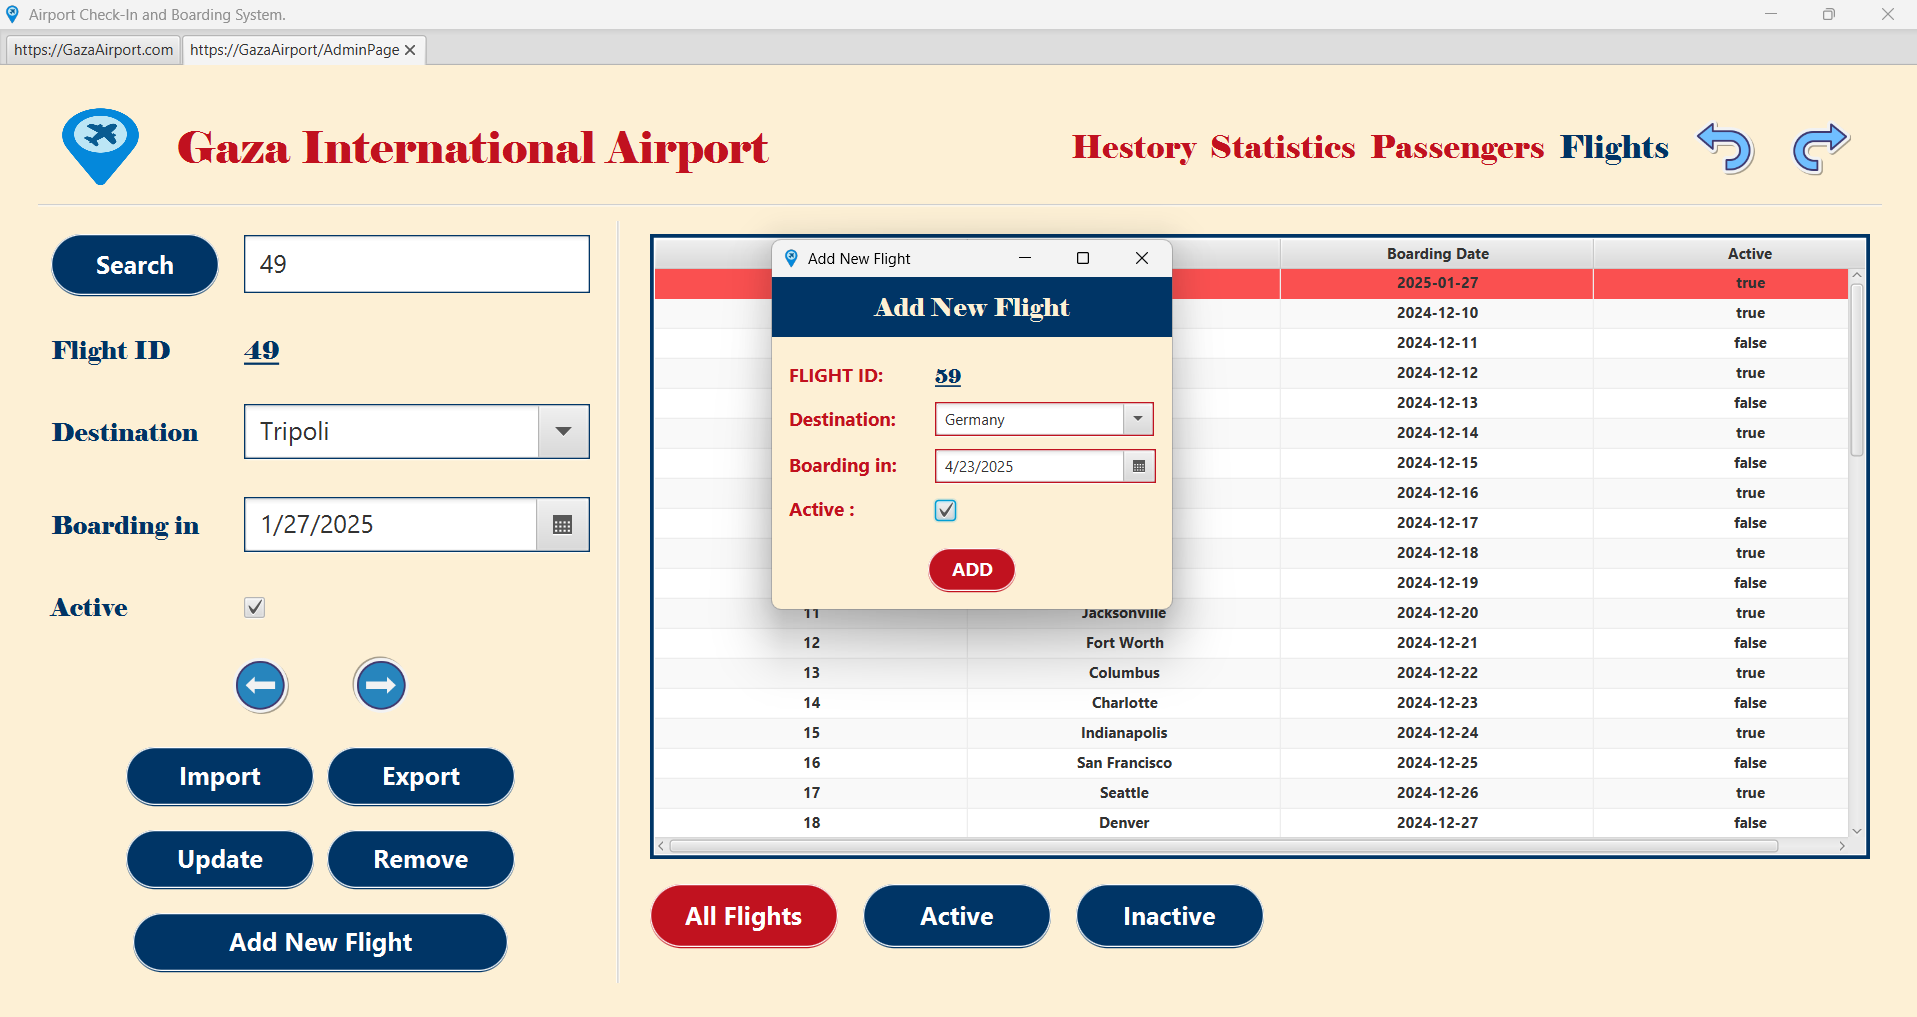 Airport Check-In and Boarding System.
https://GazaAirport.com
https://GazaAirport/AdminPage
Gaza International Airport
Hestory Statistics Passengers Flights
Search 49
Flight ID 49
Destination Tripoli
Boarding in 1/27/2025
Active
Import Export
Update Remove
Add New Flight
Add New Flight
Add New Flight
FLIGHT ID: 59
Destination: Germany
Boarding in: 4/23/2025
Active :
ADD
Boarding Date Active
2025-01-27 true
2024-12-10 true
2024-12-11 false
2024-12-12 true
2024-12-13 false
2024-12-14 true
2024-12-15 false
2024-12-16 true
2024-12-17 false
2024-12-18 true
2024-12-19 false
11 Jacksonville 2024-12-20 true
12 Fort Worth 2024-12-21 false
13 Columbus 2024-12-22 true
14 Charlotte 2024-12-23 false
15 Indianapolis 2024-12-24 true
16 San Francisco 2024-12-25 false
17 Seattle 2024-12-26 true
18 Denver 2024-12-27 false
All Flights Active Inactive